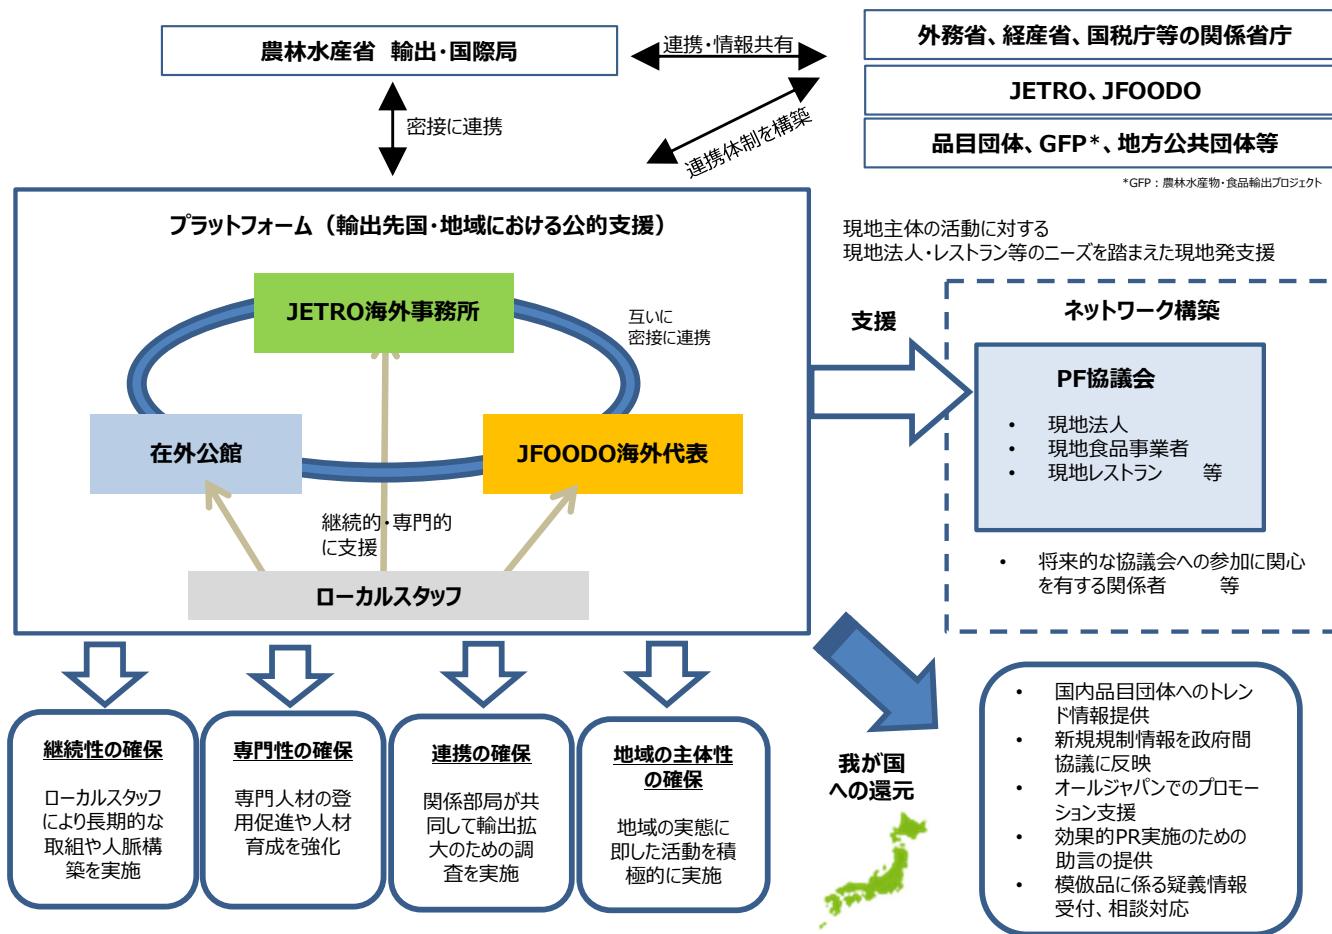 農林水産省 輸出・国際局
連携・情報共有
外務省、経産省、国税庁等の関係省庁
JETRO、JFOODO
品目団体、GFP*、地方公共団体等
*GFP：農林水産物・食品輸出プロジェクト
密接に連携
連携体制を構築
プラットフォーム（輸出先国・地域における公的支援）
JETRO海外事務所
互いに
密接に連携
在外公館
JFOODO海外代表
継続的・専門的
に支援
ローカルスタッフ
現地主体の活動に対する
現地法人・レストラン等のニーズを踏まえた現地発支援
支援
ネットワーク構築
PF協議会
• 現地法人
• 現地食品事業者
• 現地レストラン 等
• 将来的な協議会への参加に関心
を有する関係者 等
継続性の確保
ローカルスタッフ
により長期的な
取組や人脈構
築を実施
専門性の確保
専門人材の登
用促進や人材
育成を強化
連携の確保
関係部局が共
同して輸出拡
大のための調
査を実施
地域の主体性
の確保
地域の実態に
即した活動を積
極的に実施
我が国
への還元
• 国内品目団体へのトレン
ド情報提供
• 新規規制情報を政府間
協議に反映
• オールジャパンでのプロモー
ション支援
• 効果的PR実施のための
助言の提供
• 模倣品に係る疑義情報
受付、相談対応